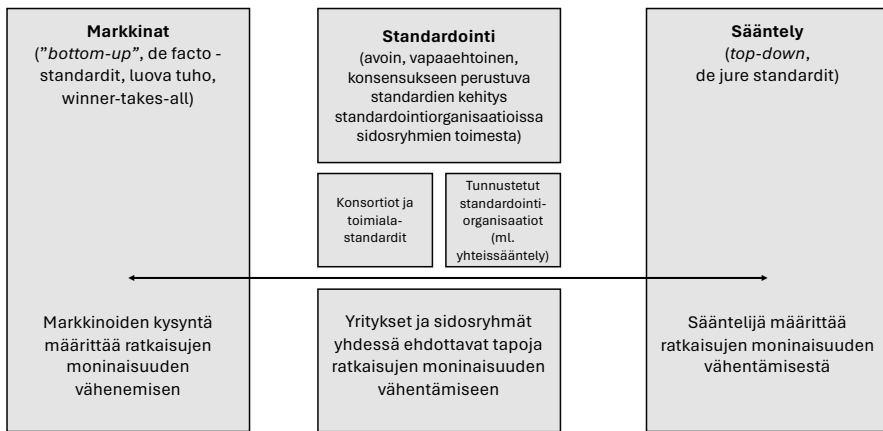 Markkinat
("bottom-up", de facto -
standardit, luova tuho,
winner-takes-all)
Markkinoiden kysyntä
määrittää ratkaisujen
moninaisuuden
vähenemisen
Standardointi
(avoin, vapaaehtoinen,
konsensukseen perustuva
standardien kehitys
standardointiorganisaatioissa
sidosryhmien toimesta)
Konsortiot ja
toimiala-
standardit
Tunnustetut
standardointi-
organisaatiot
(ml.
yhteissääntely)
Yritykset ja sidosryhmät
yhdessä ehdottavat tapoja
ratkaisujen moninaisuuden
vähentämiseen
Sääntely
(top-down,
de jure standardit)
Sääntelijä määrittää
ratkaisujen moninaisuuden
vähentämisestä